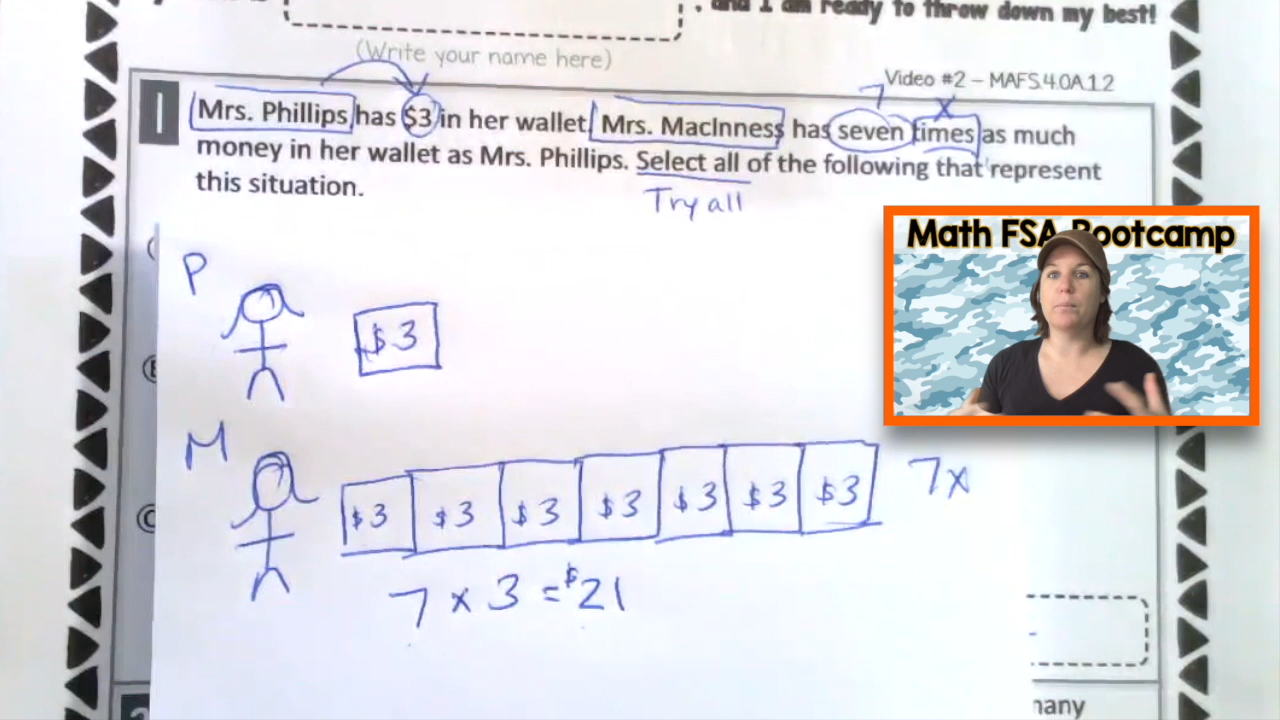 , and I am ready to throw down my best!
(Write your name here)
Video #2 – MAFS.4.OA.1.2
7
x
1
Mrs. Phillips has $3 in her wallet. Mrs. MacInness has seven times as much
money in her wallet as Mrs. Phillips. Select all of the following that represent
this situation.
Try all
Math FSA Bootcamp
P
$3
M
$3 $3 $3 $3 $3 $3 $3
7x
7 x 3 = $21